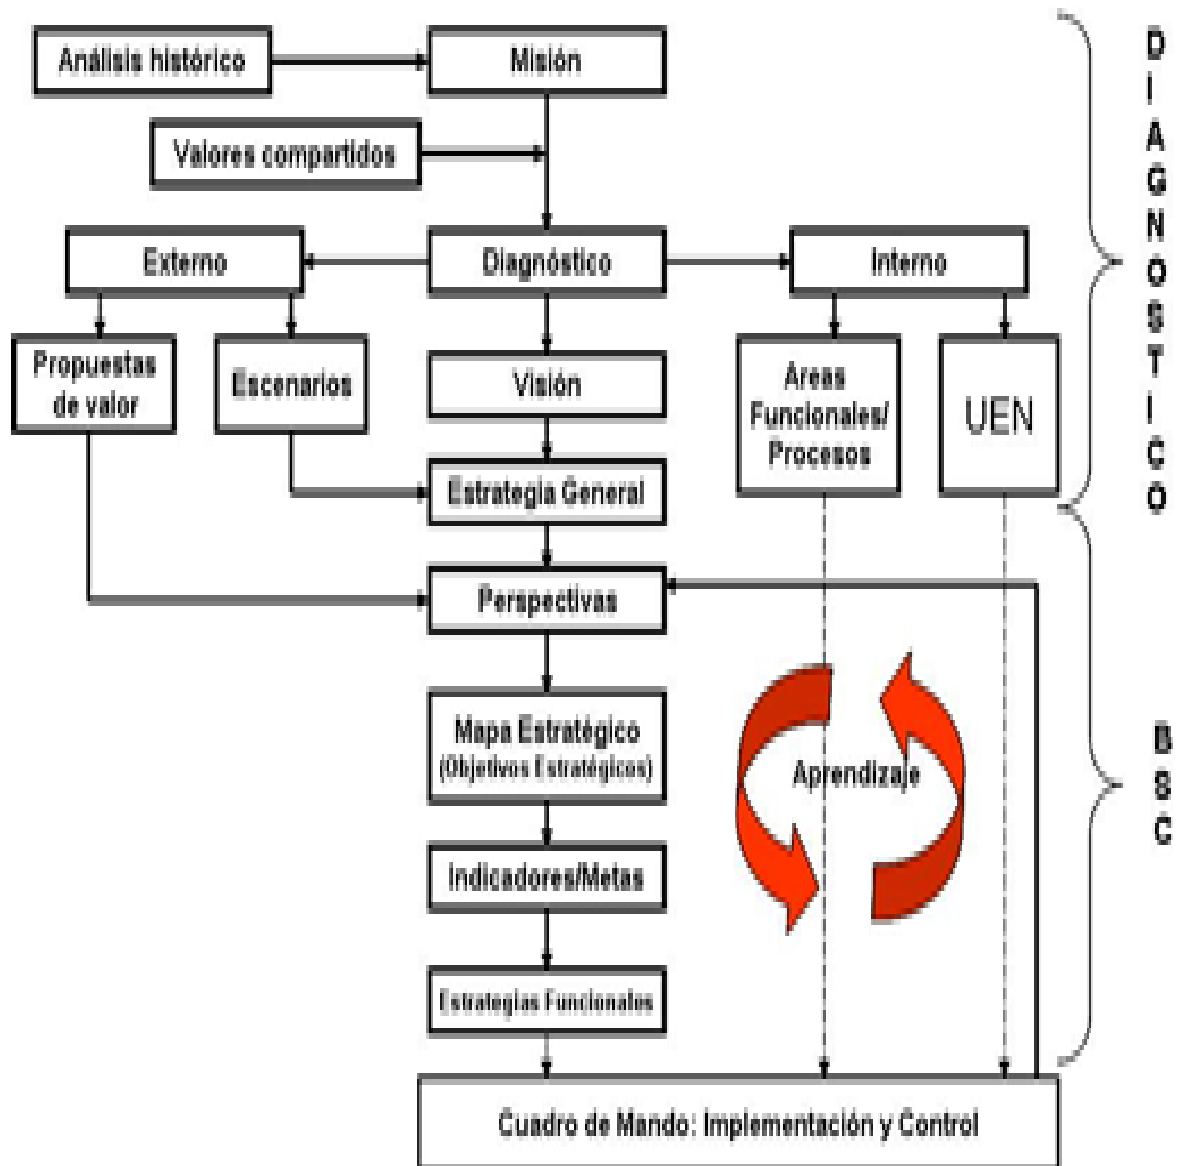 Análisis histórico
Misión
Valores compartidos
Externo
Diagnóstico
Interno
Propuestas
de valor
Escenarios
Visión
Areas
Funcionales/
Procesos
UEN
Estrategia General
Perspectivas
Mapa Estratégico
(Objetivos Estratégicos)
Aprendizaje
Indicadores/Metas
Estrategias Funcionales
Cuadro de Mando: Implementación y Control
DIAGNOSTICO
BSC